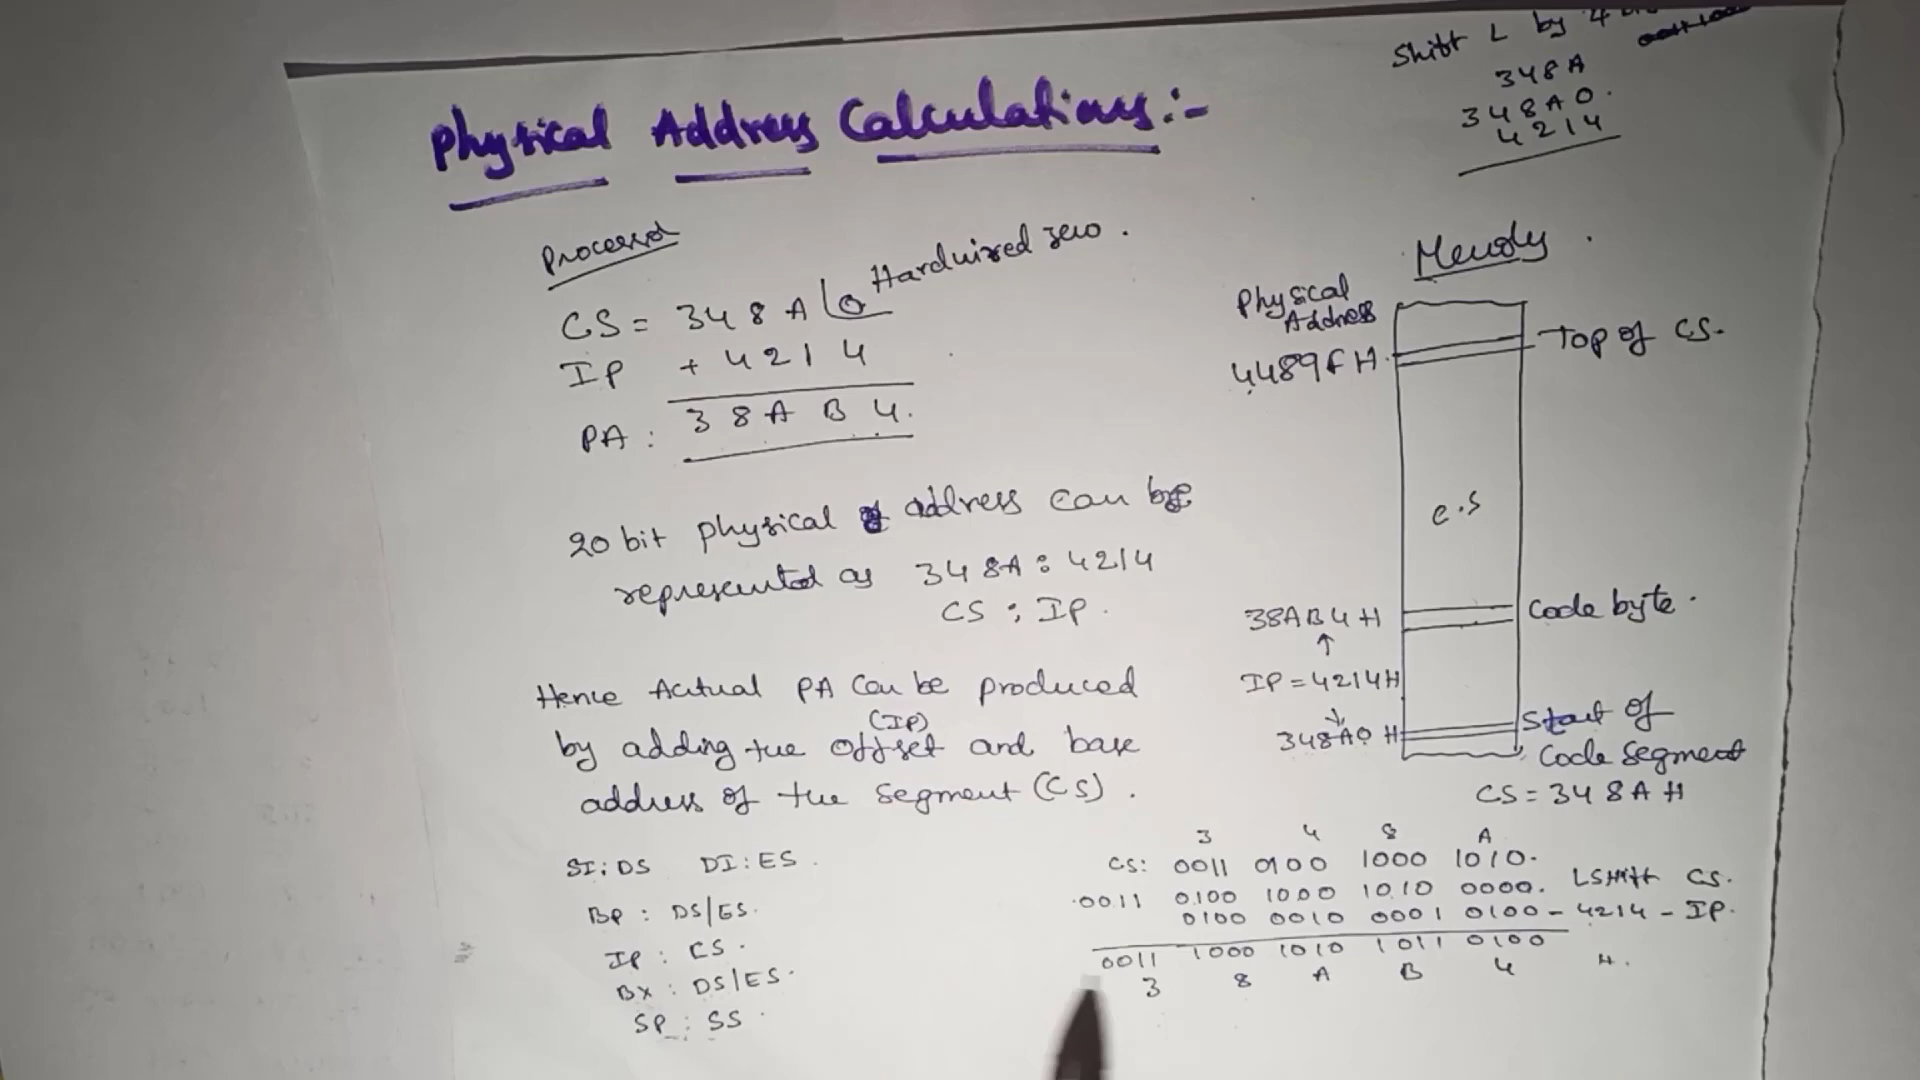 Shift L by 4
348A
348A0.
4214
Physical Address Calculations:-
Processor
CS = 348A 0 Hardwired zero.
IP + 4214
PA : 38AB4.
20 bit physical address can be
represented as 348A : 4214
CS : IP.
Hence Actual PA Can be produced
(IP)
by adding the offset and base
address of the segment (CS).
SI : DS DI : ES.
BP : DS/ES.
IP : CS.
BX : DS/ES.
SP : SS.
Memory.
Physical
Address
4489FH Top of CS.
C.S
38AB4H Code byte.
↑
IP = 4214H
↓
348A0H Start of
Code Segment
CS = 348AH
3 4 8 A
CS: 0011 0100 1000 1010.
0011 0100 1000 1010 0000. LShift CS.
0100 0010 0001 0100 - 4214 - IP.
0011 1000 1010 1011 0100
3 8 A B 4 H.